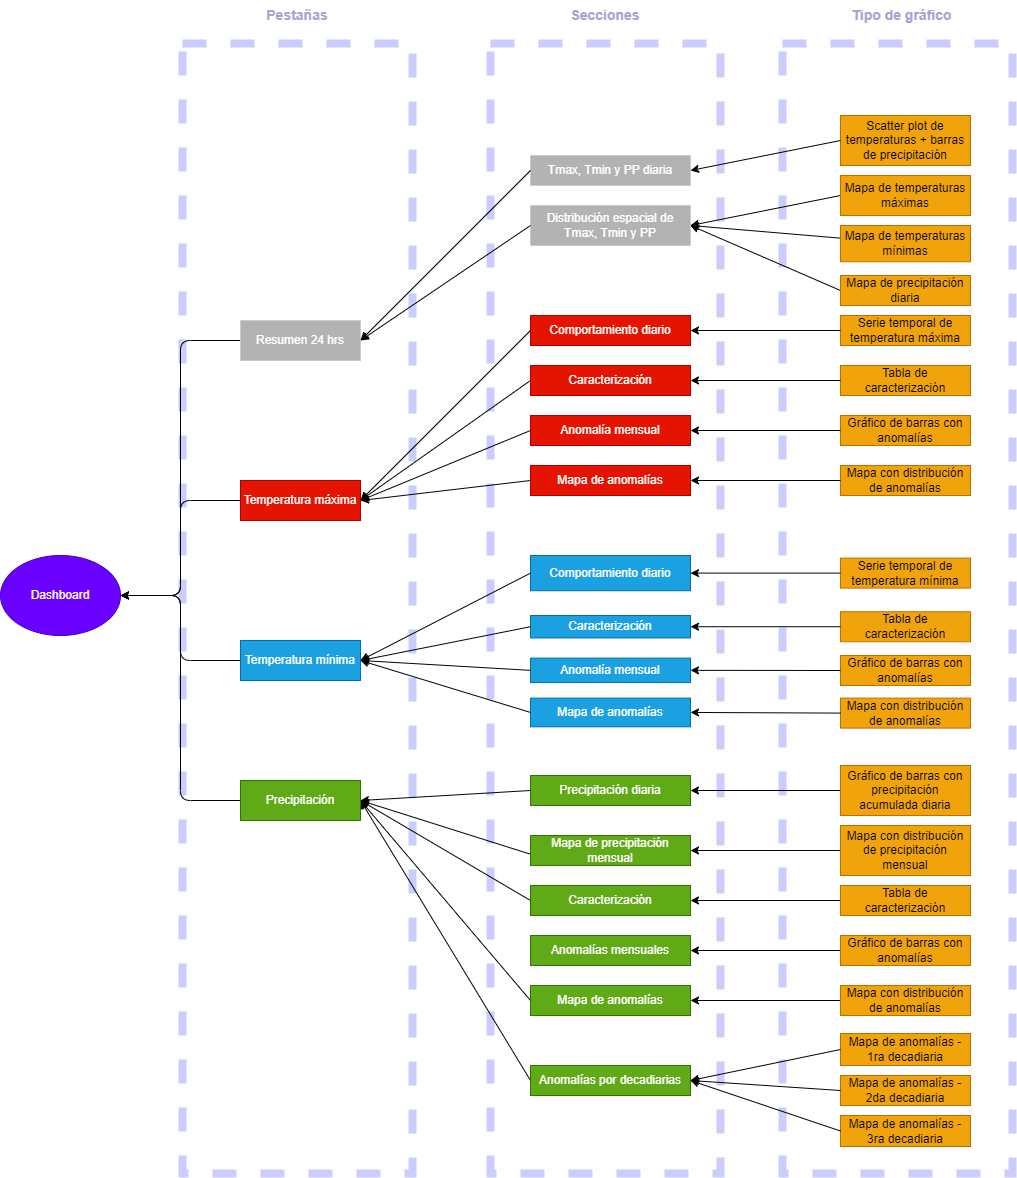 Pestañas
Secciones
Tipo de gráfico
Scatter plot de
temperaturas + barras
de precipitación
Tmax, Tmin y PP diaria
Mapa de temperaturas
máximas
Distribución espacial de
Tmax, Tmin y PP
Mapa de temperaturas
mínimas
Mapa de precipitación
diaria
Resumen 24 hrs
Comportamiento diario
Serie temporal de
temperatura máxima
Caracterización
Tabla de
caracterización
Anomalía mensual
Gráfico de barras con
anomalías
Temperatura máxima
Mapa de anomalías
Mapa con distribución
de anomalías
Dashboard
Comportamiento diario
Serie temporal de
temperatura mínima
Caracterización
Tabla de
caracterización
Temperatura mínima
Anomalía mensual
Gráfico de barras con
anomalías
Mapa de anomalías
Mapa con distribución
de anomalías
Precipitación
Precipitación diaria
Gráfico de barras con
precipitación
acumulada diaria
Mapa de precipitación
mensual
Mapa con distribución
de precipitación
mensual
Caracterización
Tabla de
caracterización
Anomalías mensuales
Gráfico de barras con
anomalías
Mapa de anomalías
Mapa con distribución
de anomalías
Anomalías por decadiarias
Mapa de anomalías -
1ra decadiaria
Mapa de anomalías -
2da decadiaria
Mapa de anomalías -
3ra decadiaria